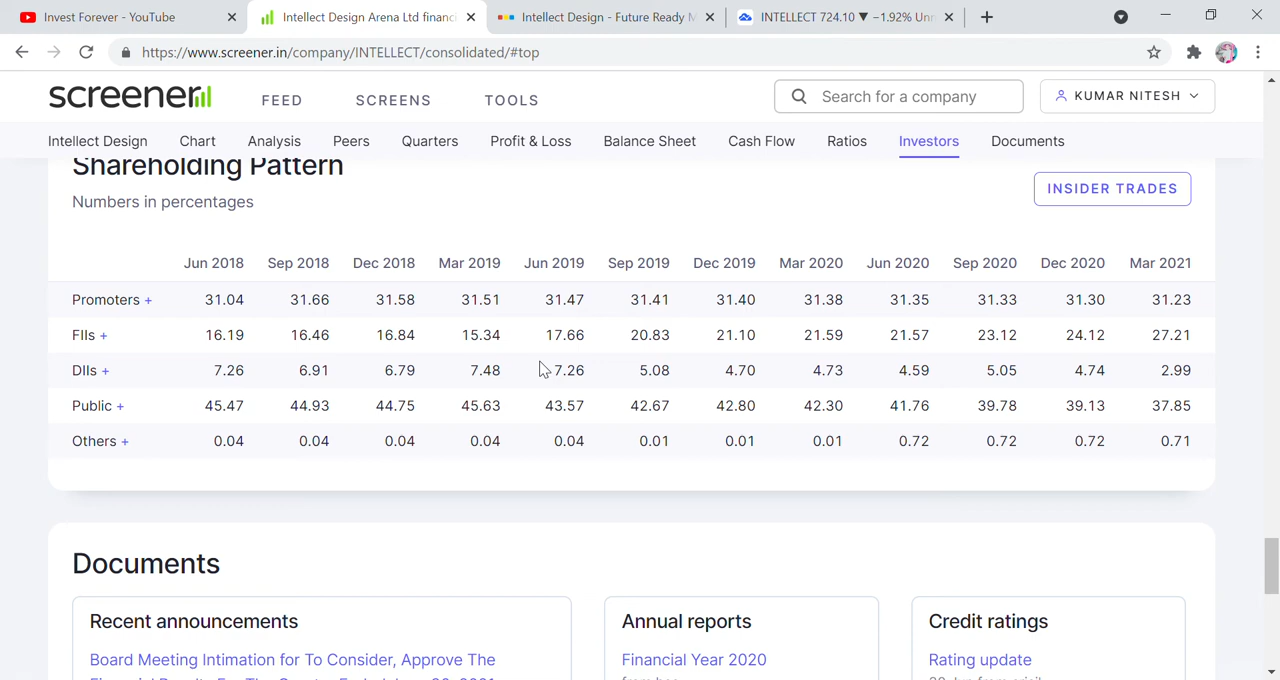 Invest Forever - YouTube
Intellect Design Arena Ltd financi
Intellect Design - Future Ready M
INTELLECT 724.10 ▼ −1.92% Unn
https://www.screener.in/company/INTELLECT/consolidated/#top
screener
FEED
SCREENS
TOOLS
Search for a company
KUMAR NITESH
Intellect Design
Chart
Analysis
Peers
Quarters
Profit & Loss
Balance Sheet
Cash Flow
Ratios
Investors
Documents
Shareholding Pattern
Numbers in percentages
INSIDER TRADES
Jun 2018 Sep 2018 Dec 2018 Mar 2019 Jun 2019 Sep 2019 Dec 2019 Mar 2020 Jun 2020 Sep 2020 Dec 2020 Mar 2021
Promoters + 31.04 31.66 31.58 31.51 31.47 31.41 31.40 31.38 31.35 31.33 31.30 31.23
FIIs + 16.19 16.46 16.84 15.34 17.66 20.83 21.10 21.59 21.57 23.12 24.12 27.21
DIIs + 7.26 6.91 6.79 7.48 7.26 5.08 4.70 4.73 4.59 5.05 4.74 2.99
Public + 45.47 44.93 44.75 45.63 43.57 42.67 42.80 42.30 41.76 39.78 39.13 37.85
Others + 0.04 0.04 0.04 0.04 0.04 0.01 0.01 0.01 0.72 0.72 0.72 0.71
Documents
Recent announcements
Board Meeting Intimation for To Consider, Approve The
Annual reports
Financial Year 2020
Credit ratings
Rating update